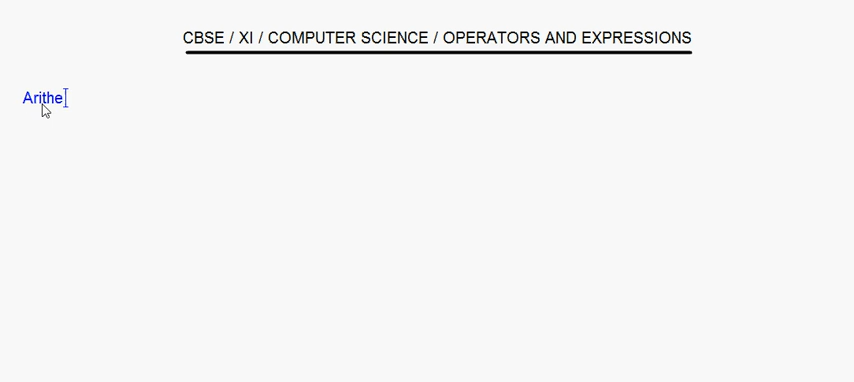 CBSE / XI / COMPUTER SCIENCE / OPERATORS AND EXPRESSIONS
Arithe